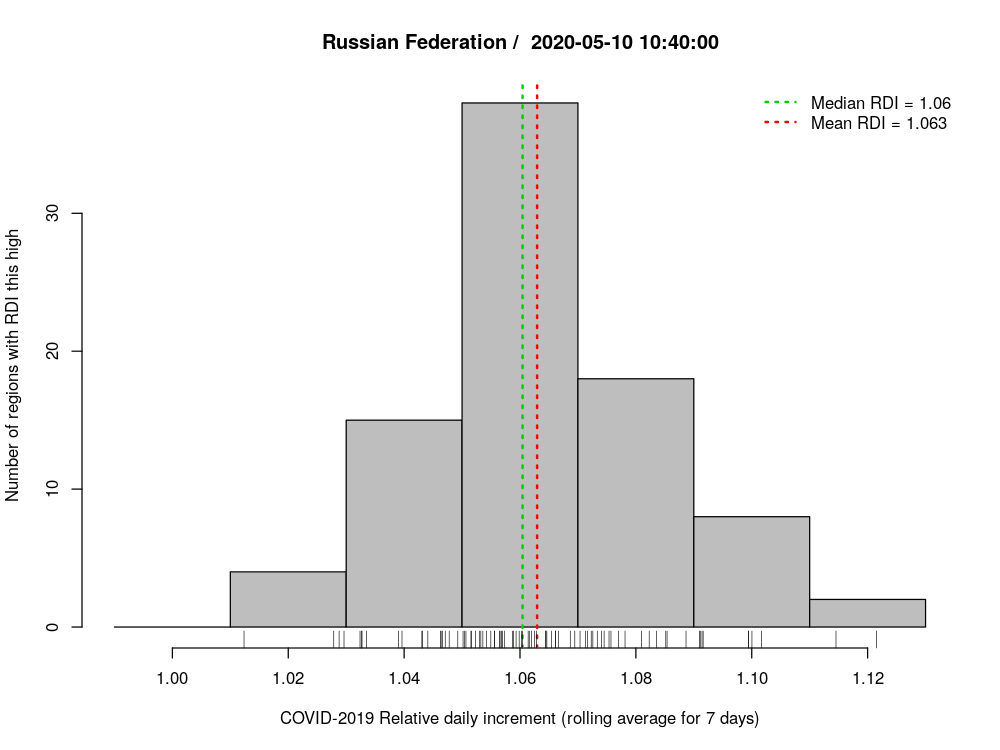 Russian Federation /  2020-05-10 10:40:00
Median RDI = 1.06
Mean RDI = 1.063
Number of regions with RDI this high
30
20
10
0
1.00 1.02 1.04 1.06 1.08 1.10 1.12
COVID-2019 Relative daily increment (rolling average for 7 days)